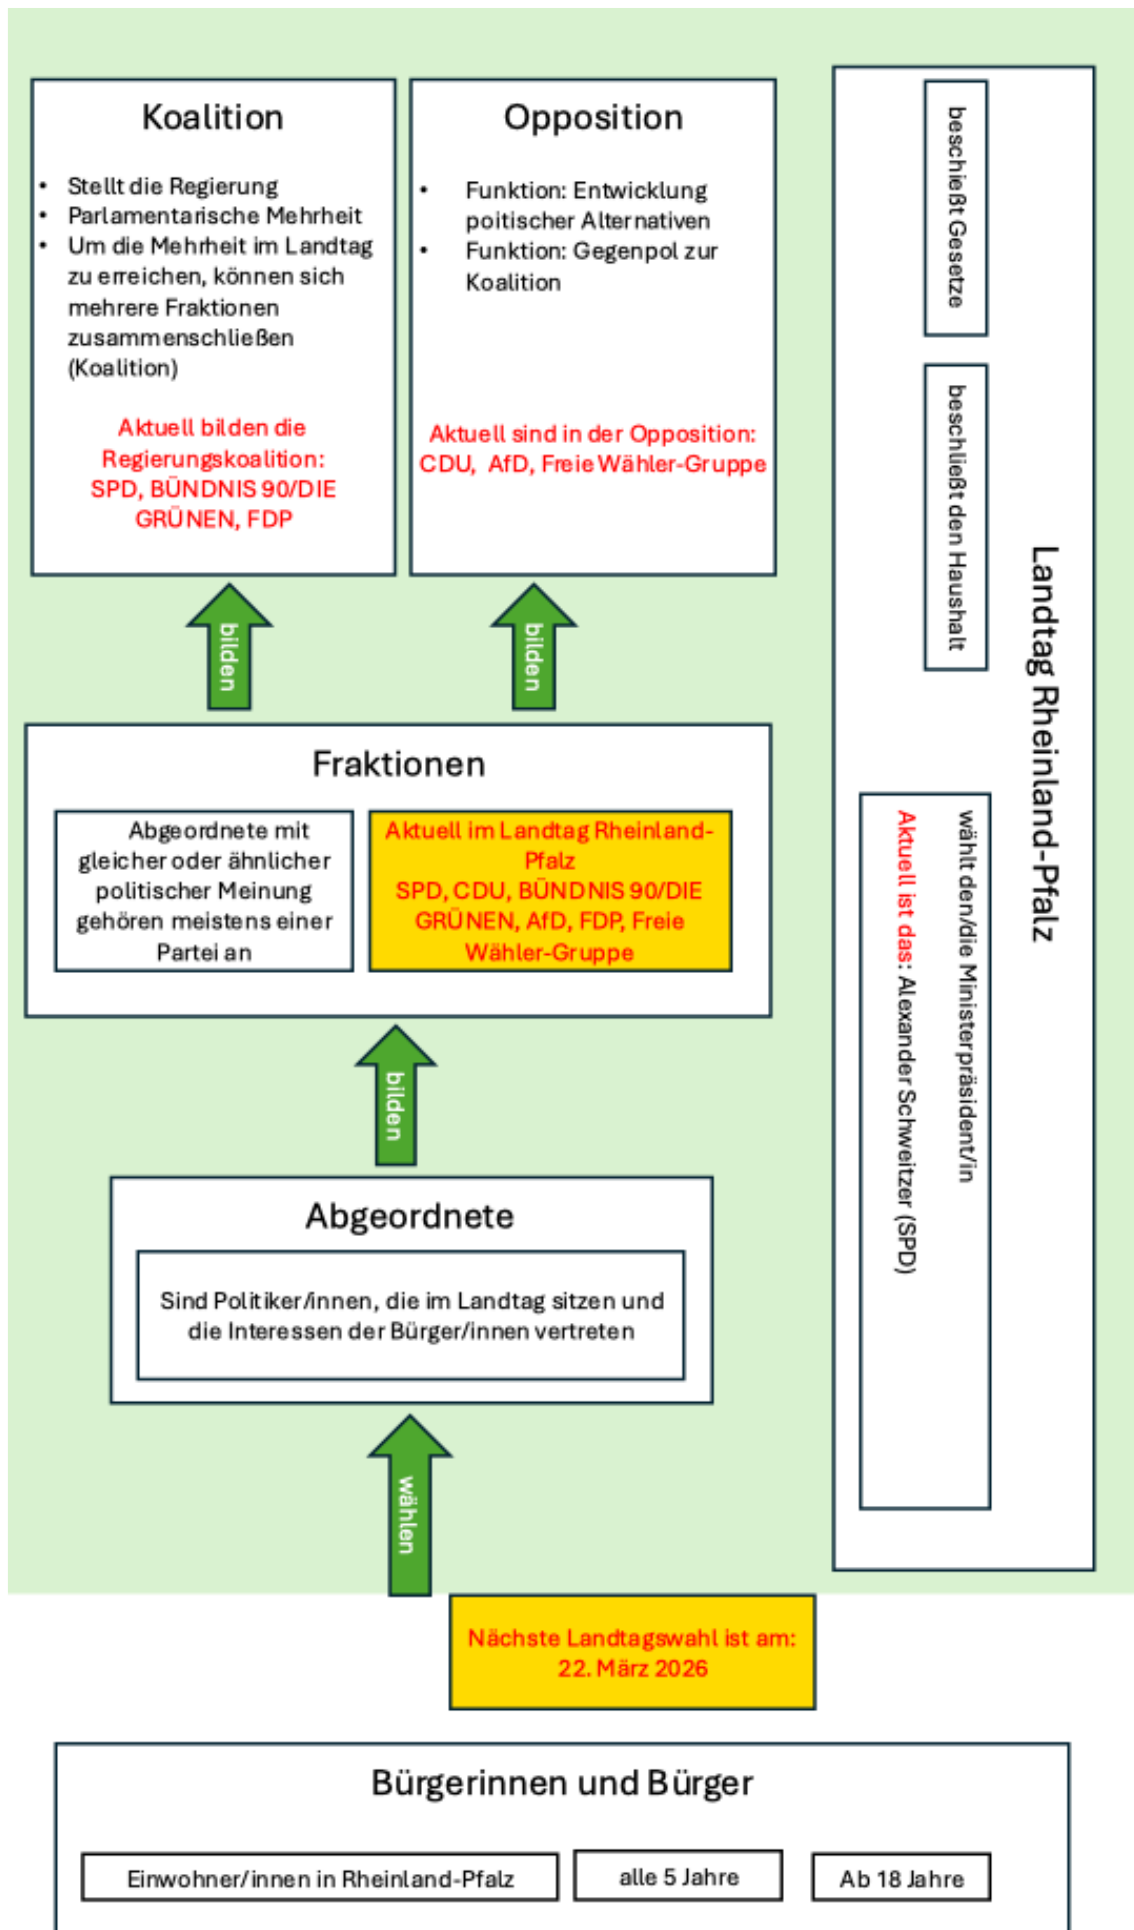 Koalition
• Stellt die Regierung
• Parlamentarische Mehrheit
• Um die Mehrheit im Landtag
zu erreichen, können sich
mehrere Fraktionen
zusammenschließen
(Koalition)
Aktuell bilden die
Regierungskoalition:
SPD, BÜNDNIS 90/DIE
GRÜNEN, FDP
Opposition
• Funktion: Entwicklung
poitischer Alternativen
• Funktion: Gegenpol zur
Koalition
Aktuell sind in der Opposition:
CDU, AfD, Freie Wähler-Gruppe
bilden
bilden
Fraktionen
Abgeordnete mit
gleicher oder ähnlicher
politischer Meinung
gehören meistens einer
Partei an
Aktuell im Landtag Rheinland-
Pfalz
SPD, CDU, BÜNDNIS 90/DIE
GRÜNEN, AfD, FDP, Freie
Wähler-Gruppe
bilden
Abgeordnete
Sind Politiker/innen, die im Landtag sitzen und
die Interessen der Bürger/innen vertreten
wählen
Landtag Rheinland-Pfalz
beschießt Gesetze
beschließt den Haushalt
wählt den/die Ministerpräsident/in
Aktuell ist das: Alexander Schweitzer (SPD)
Nächste Landtagswahl ist am:
22. März 2026
Bürgerinnen und Bürger
Einwohner/innen in Rheinland-Pfalz
alle 5 Jahre
Ab 18 Jahre